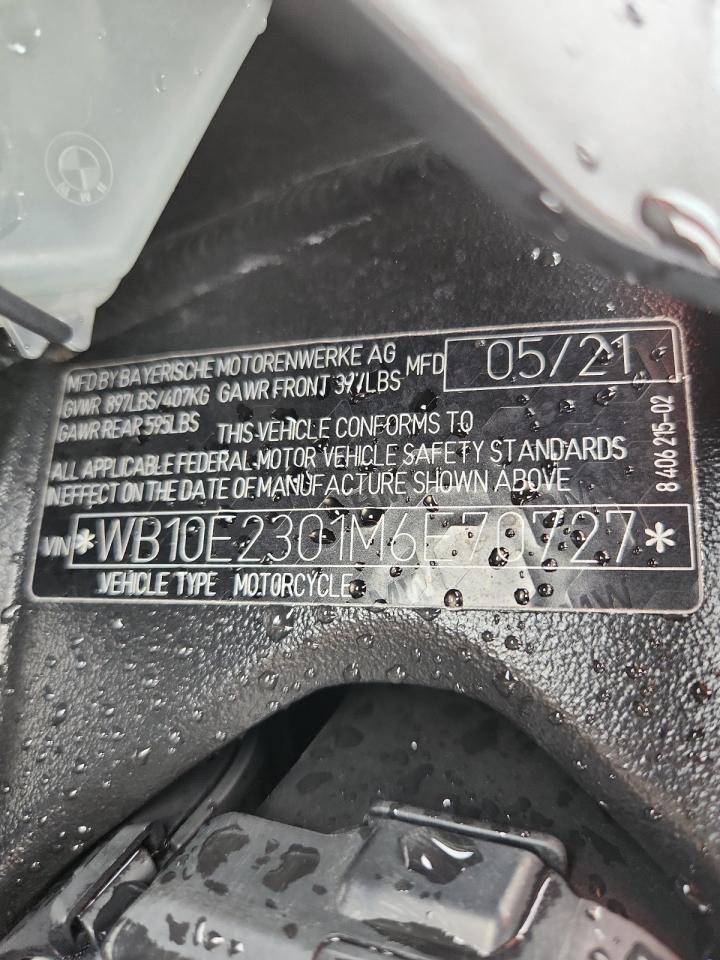 BMW
MFD BY BAYERISCHE MOTORENWERKE AG MFD 05/21
GVWR 897LBS/407KG GAWR FRONT 397LBS
GAWR REAR 595LBS THIS VEHICLE CONFORMS TO
ALL APPLICABLE FEDERAL-MOTOR VEHICLE SAFETY STANDARDS
IN EFFECT ON THE DATE OF MANUFACTURE SHOWN ABOVE
VIN *WB10E2301M6E70727*
VEHICLE TYPE MOTORCYCLE
8 406 215-02